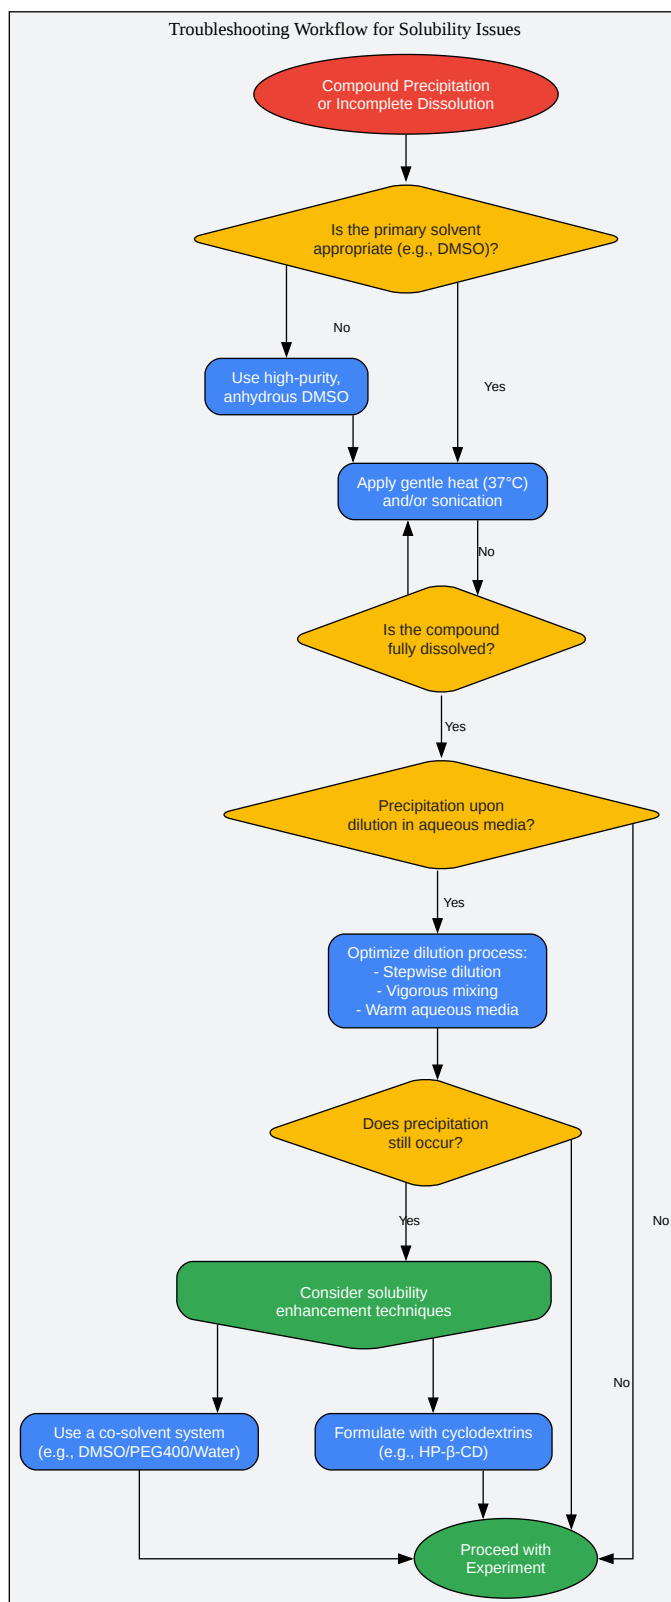 Troubleshooting Workflow for Solubility Issues
Compound Precipitation
or Incomplete Dissolution
Is the primary solvent
appropriate (e.g., DMSO)?
No
Use high-purity,
anhydrous DMSO
Yes
Apply gentle heat (37°C)
and/or sonication
No
Is the compound
fully dissolved?
Yes
Precipitation upon
dilution in aqueous media?
Yes
Optimize dilution process:
- Stepwise dilution
- Vigorous mixing
- Warm aqueous media
Does precipitation
still occur?
Yes
No
Consider solubility
enhancement techniques
No
Use a co-solvent system
(e.g., DMSO/PEG400/Water)
Formulate with cyclodextrins
(e.g., HP-β-CD)
Proceed with
Experiment